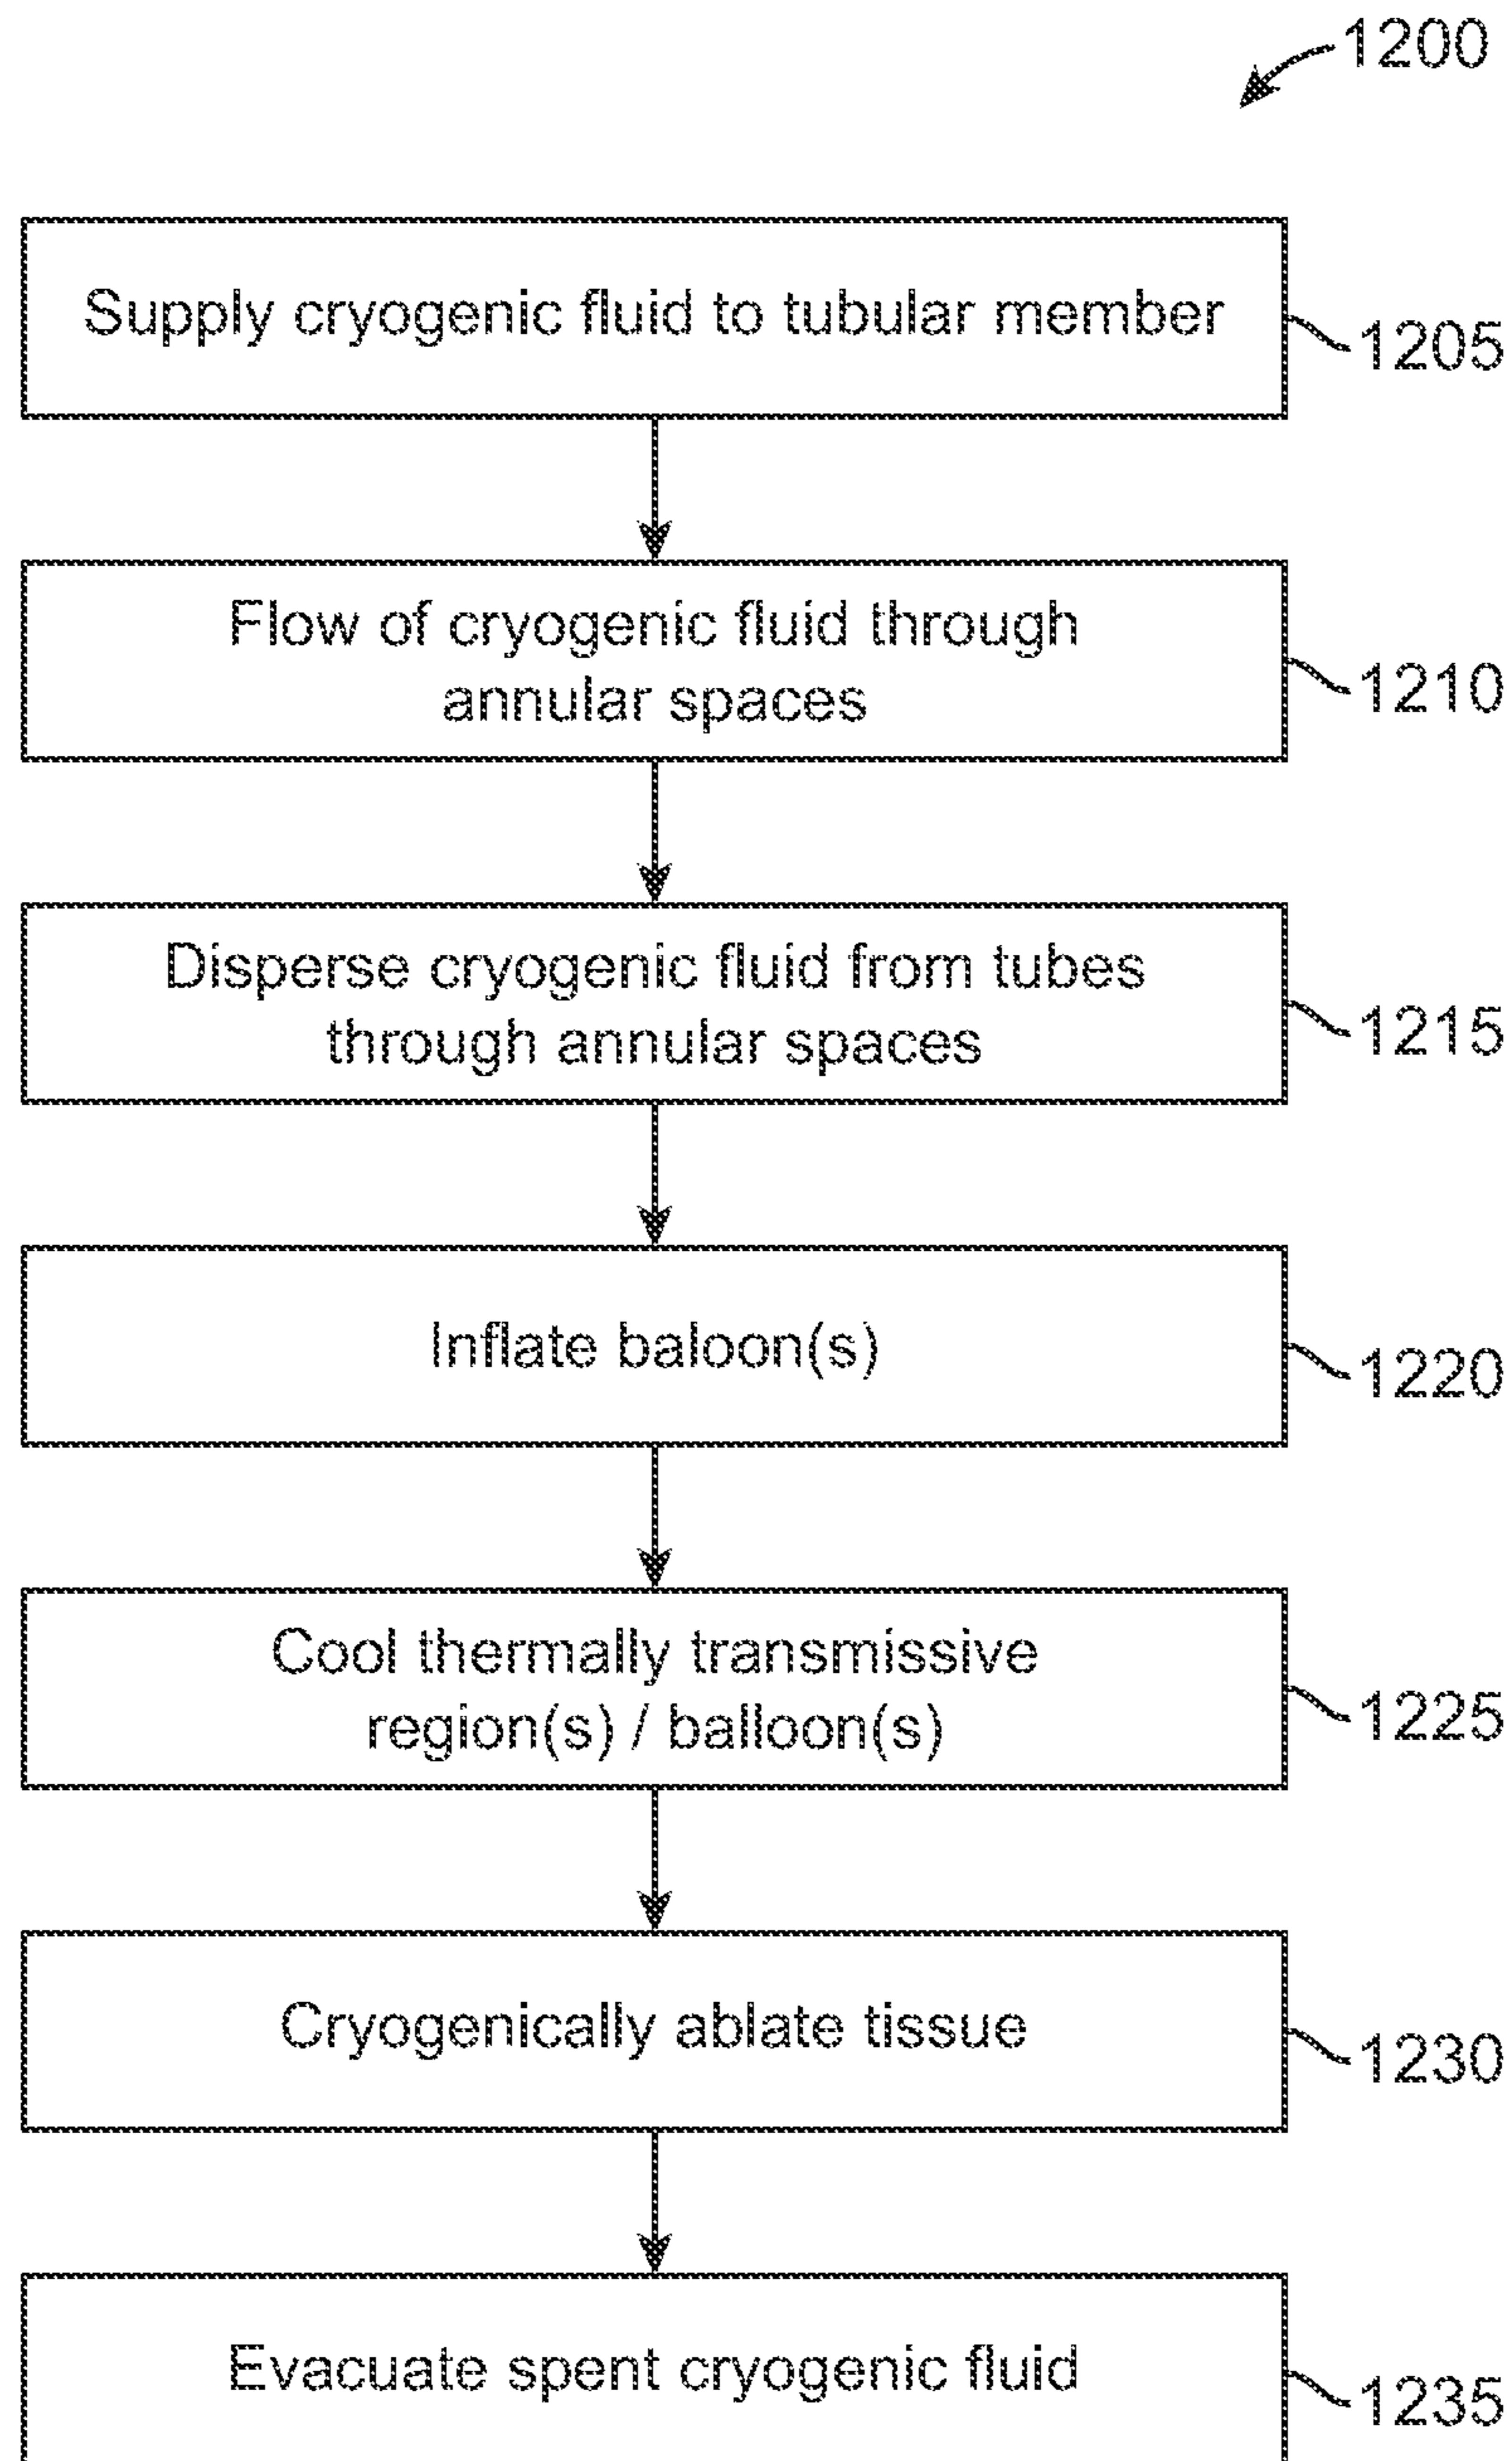 1200
Supply cryogenic fluid to tubular member
1205
Flow of cryogenic fluid through
annular spaces
1210
Disperse cryogenic fluid from tubes
through annular spaces
1215
Inflate baloon(s)
1220
Cool thermally transmissive
region(s) / balloon(s)
1225
Cryogenically ablate tissue
1230
Evacuate spent cryogenic fluid
1235